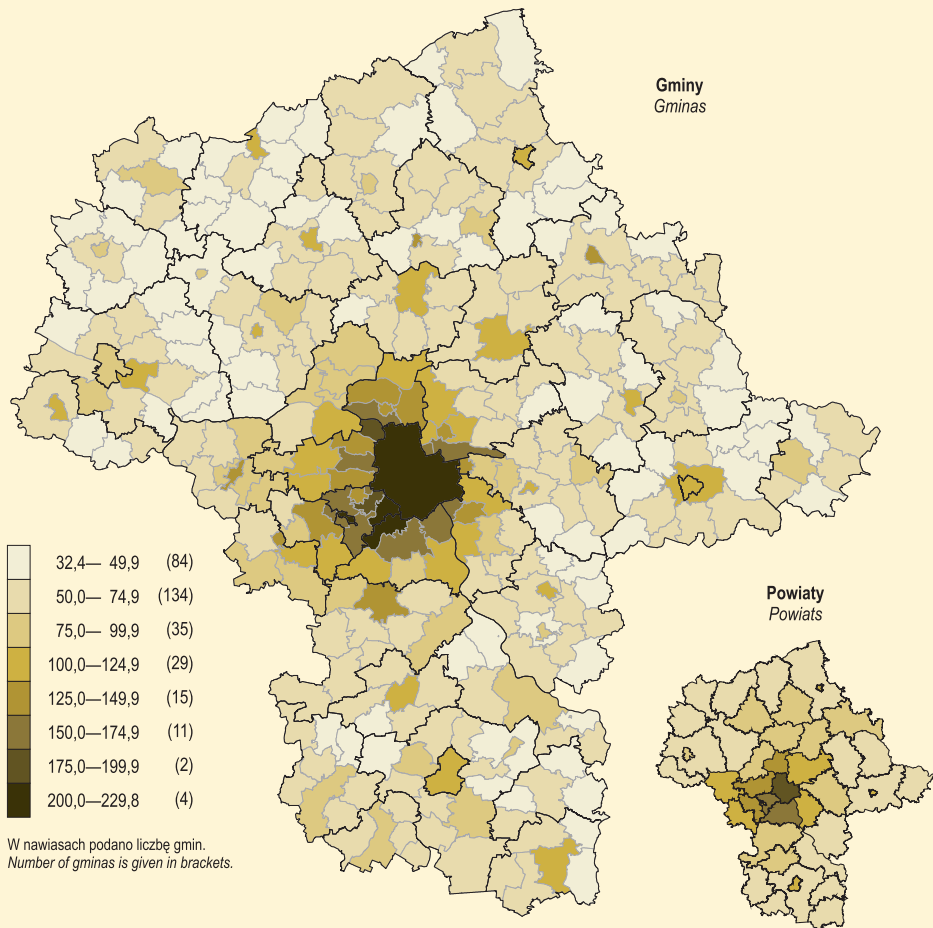 Gminy
Gminas
32,4— 49,9 (84)
50,0— 74,9 (134)
75,0— 99,9 (35)
100,0—124,9 (29)
125,0—149,9 (15)
150,0—174,9 (11)
175,0—199,9 (2)
200,0—229,8 (4)
W nawiasach podano liczbę gmin.
Number of gminas is given in brackets.
Powiaty
Powiats